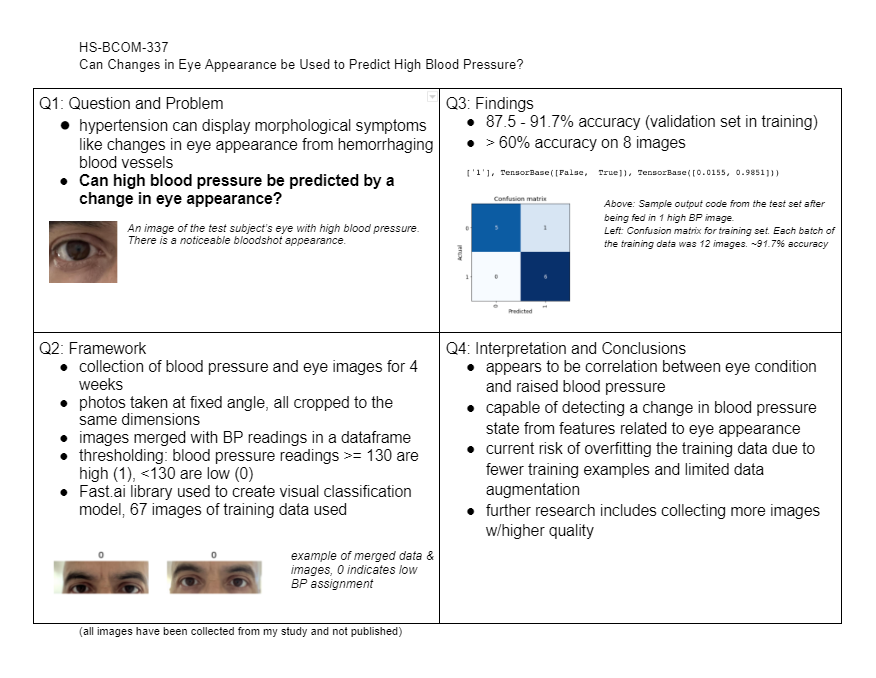 HS-BCOM-337
Can Changes in Eye Appearance be Used to Predict High Blood Pressure?
Q1: Question and Problem
● hypertension can display morphological symptoms
like changes in eye appearance from hemorrhaging
blood vessels
● Can high blood pressure be predicted by a
change in eye appearance?
An image of the test subject's eye with high blood pressure.
There is a noticeable bloodshot appearance.
Q3: Findings
● 87.5 - 91.7% accuracy (validation set in training)
● > 60% accuracy on 8 images
['1'], TensorBase([False, True]), TensorBase([0.0155, 0.9851]))
Confusion matrix
Actual
0
5
1
1
0
6
0
1
Predicted
Above: Sample output code from the test set after
being fed in 1 high BP image.
Left: Confusion matrix for training set. Each batch of
the training data was 12 images. ~91.7% accuracy
Q2: Framework
● collection of blood pressure and eye images for 4
weeks
● photos taken at fixed angle, all cropped to the
same dimensions
● images merged with BP readings in a dataframe
● thresholding: blood pressure readings >= 130 are
high (1), <130 are low (0)
● Fast.ai library used to create visual classification
model, 67 images of training data used
0
0
example of merged data &
images, 0 indicates low
BP assignment
Q4: Interpretation and Conclusions
● appears to be correlation between eye condition
and raised blood pressure
● capable of detecting a change in blood pressure
state from features related to eye appearance
● current risk of overfitting the training data due to
fewer training examples and limited data
augmentation
● further research includes collecting more images
w/higher quality
(all images have been collected from my study and not published)